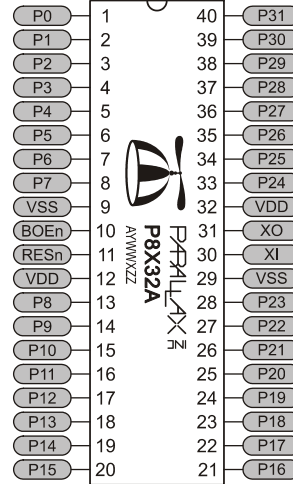 P0 1 40 P31
P1 2 39 P30
P2 3 38 P29
P3 4 37 P28
P4 5 36 P27
P5 6 35 P26
P6 7 34 P25
P7 8 33 P24
VSS 9 32 VDD
BOEn 10 31 XO
RESn 11 30 XI
VDD 12 29 VSS
P8 13 28 P23
P9 14 27 P22
P10 15 26 P21
P11 16 25 P20
P12 17 24 P19
P13 18 23 P18
P14 19 22 P17
P15 20 21 P16
PARALLAX INC
P8X32A
AYWWXZZ